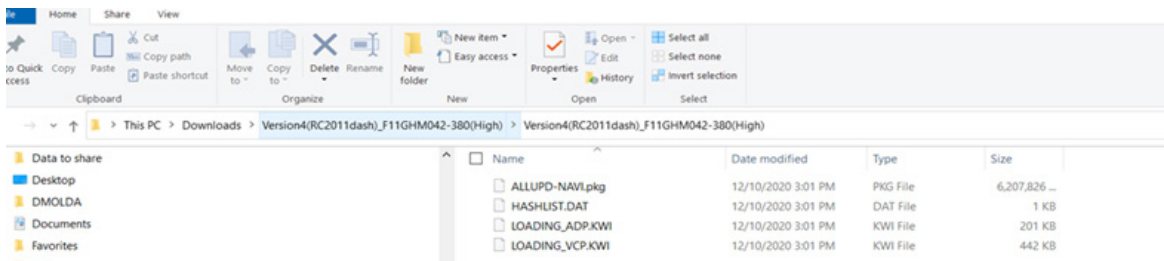 File Home Share View
Cut
Copy path
Paste shortcut
to Quick access
Copy
Paste
Move to
Copy to
Delete
Rename
New folder
New item
Easy access
Properties
Open
Edit
History
Select all
Select none
Invert selection
Clipboard Organize New Open Select
This PC > Downloads > Version4(RC2011dash)_F11GHM042-380(High) > Version4(RC2011dash)_F11GHM042-380(High)
Data to share
Desktop
DMOLDA
Documents
Favorites
Name Date modified Type Size
ALLUPD-NAVI.pkg 12/10/2020 3:01 PM PKG File 6,207,826 ...
HASHLIST.DAT 12/10/2020 3:01 PM DAT File 1 KB
LOADING_ADP.KWI 12/10/2020 3:01 PM KWI File 201 KB
LOADING_VCP.KWI 12/10/2020 3:01 PM KWI File 442 KB